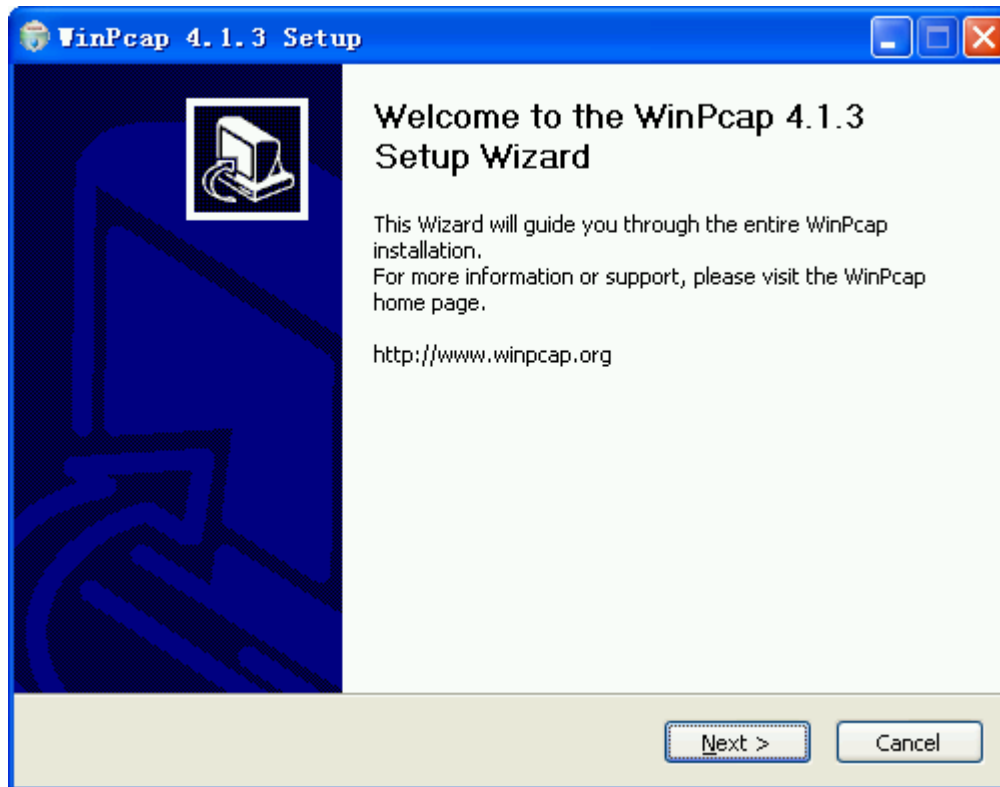 WinPcap 4.1.3 Setup
Welcome to the WinPcap 4.1.3
Setup Wizard
This Wizard will guide you through the entire WinPcap
installation.
For more information or support, please visit the WinPcap
home page.
http://www.winpcap.org
Next >
Cancel